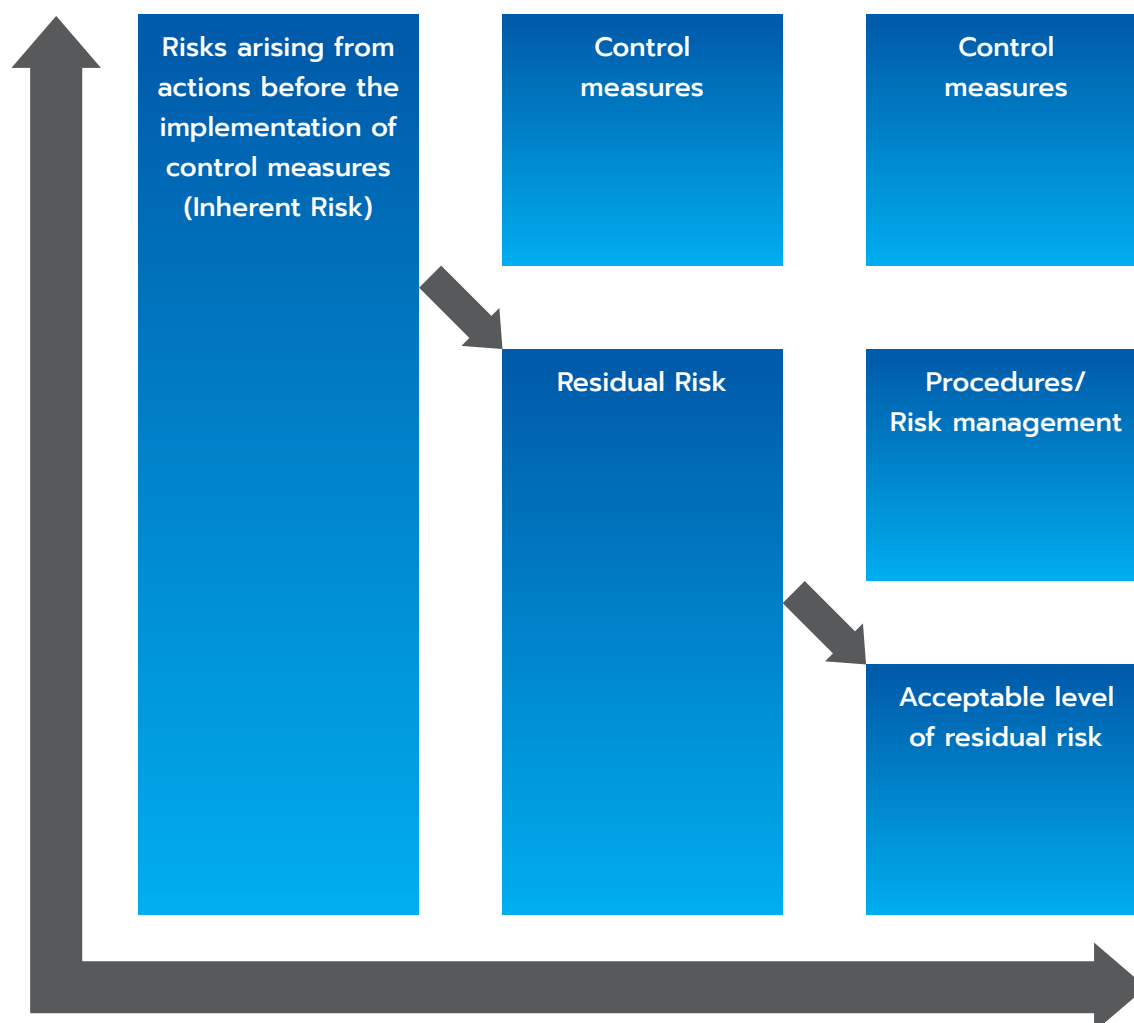 Risks arising from
actions before the
implementation of
control measures
(Inherent Risk)
Control
measures
Control
measures
Residual Risk
Procedures/
Risk management
Acceptable level
of residual risk